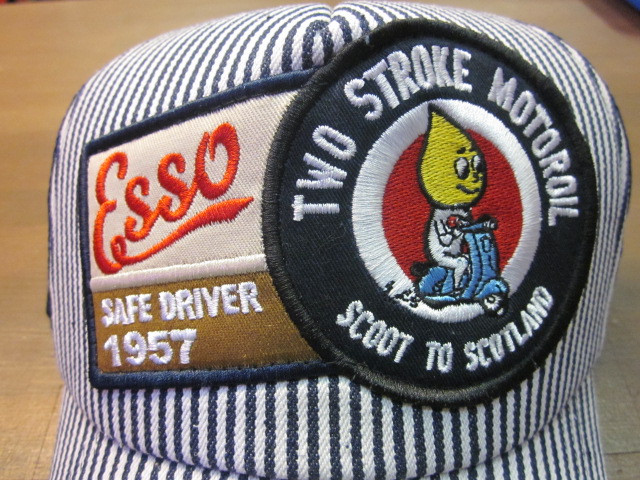 Esso
SAFE DRIVER
1957
TWO STROKE MOTOROIL
SCOOT TO SCOTLAND